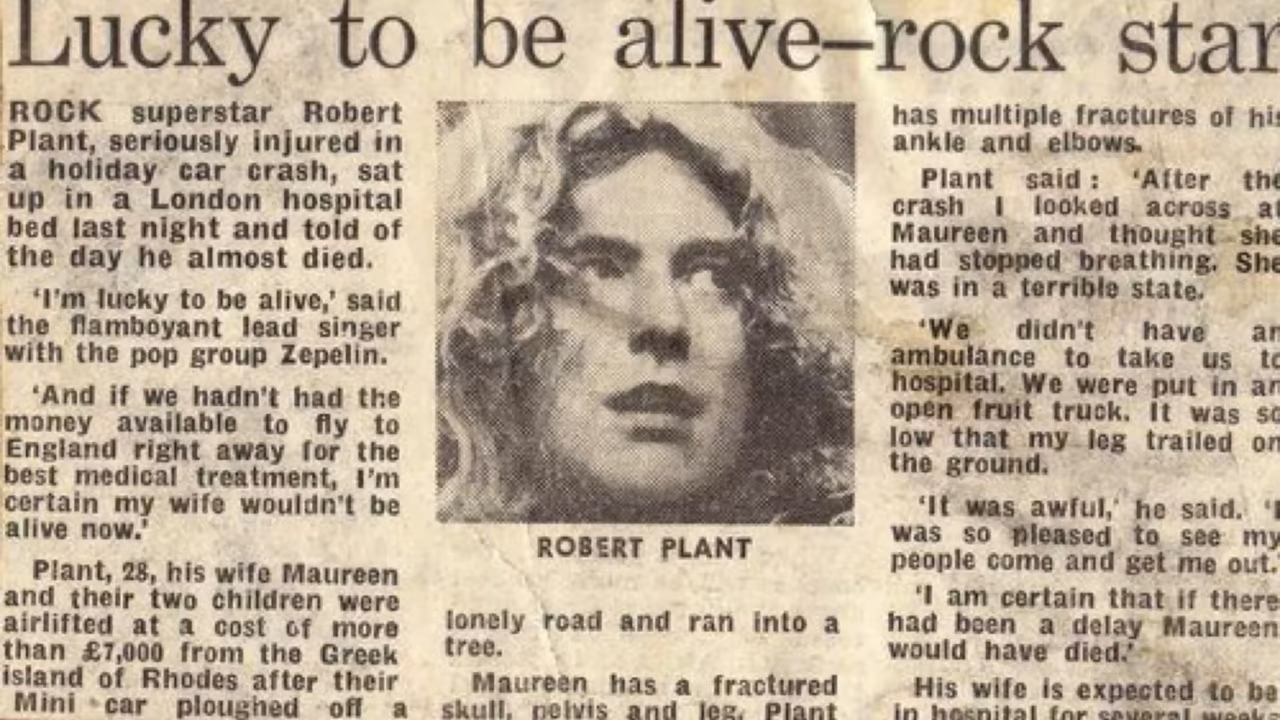 Lucky to be alive—rock star
ROCK superstar Robert
Plant, seriously injured in
a holiday car crash, sat
up in a London hospital
bed last night and told of
the day he almost died.
'I'm lucky to be alive,' said
the flamboyant lead singer
with the pop group Zepelin.
'And if we hadn't had the
money available to fly to
England right away for the
best medical treatment, I'm
certain my wife wouldn't be
alive now.'
Plant, 28, his wife Maureen
and their two children were
airlifted at a cost of more
than £7,000 from the Greek
island of Rhodes after their
Mini car ploughed off a
ROBERT PLANT
lonely road and ran into a
tree.
Maureen has a fractured
skull, pelvis and leg. Plant
has multiple fractures of his
ankle and elbows.
Plant said: 'After the
crash I looked across at
Maureen and thought she
had stopped breathing. She
was in a terrible state.
'We didn't have an
ambulance to take us to
hospital. We were put in an
open fruit truck. It was so
low that my leg trailed on
the ground.
'It was awful,' he said. 'I
was so pleased to see my
people come and get me out.'
'I am certain that if there
had been a delay Maureen
would have died.'
His wife is expected to be
in hospital for several weeks